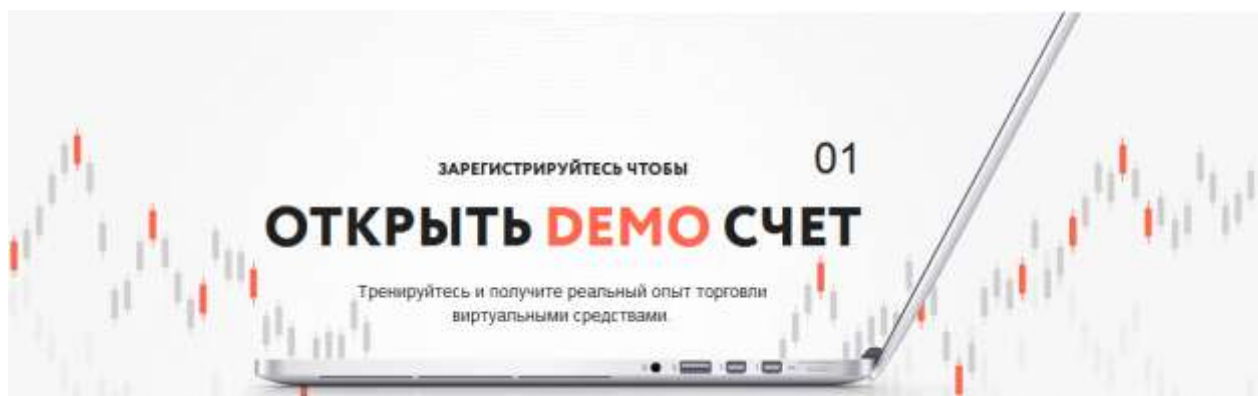 ЗАРЕГИСТРИРУЙТЕСЬ ЧТОБЫ
01
ОТКРЫТЬ DEMO СЧЕТ
Тренируйтесь и получите реальный опыт торговли
виртуальными средствами